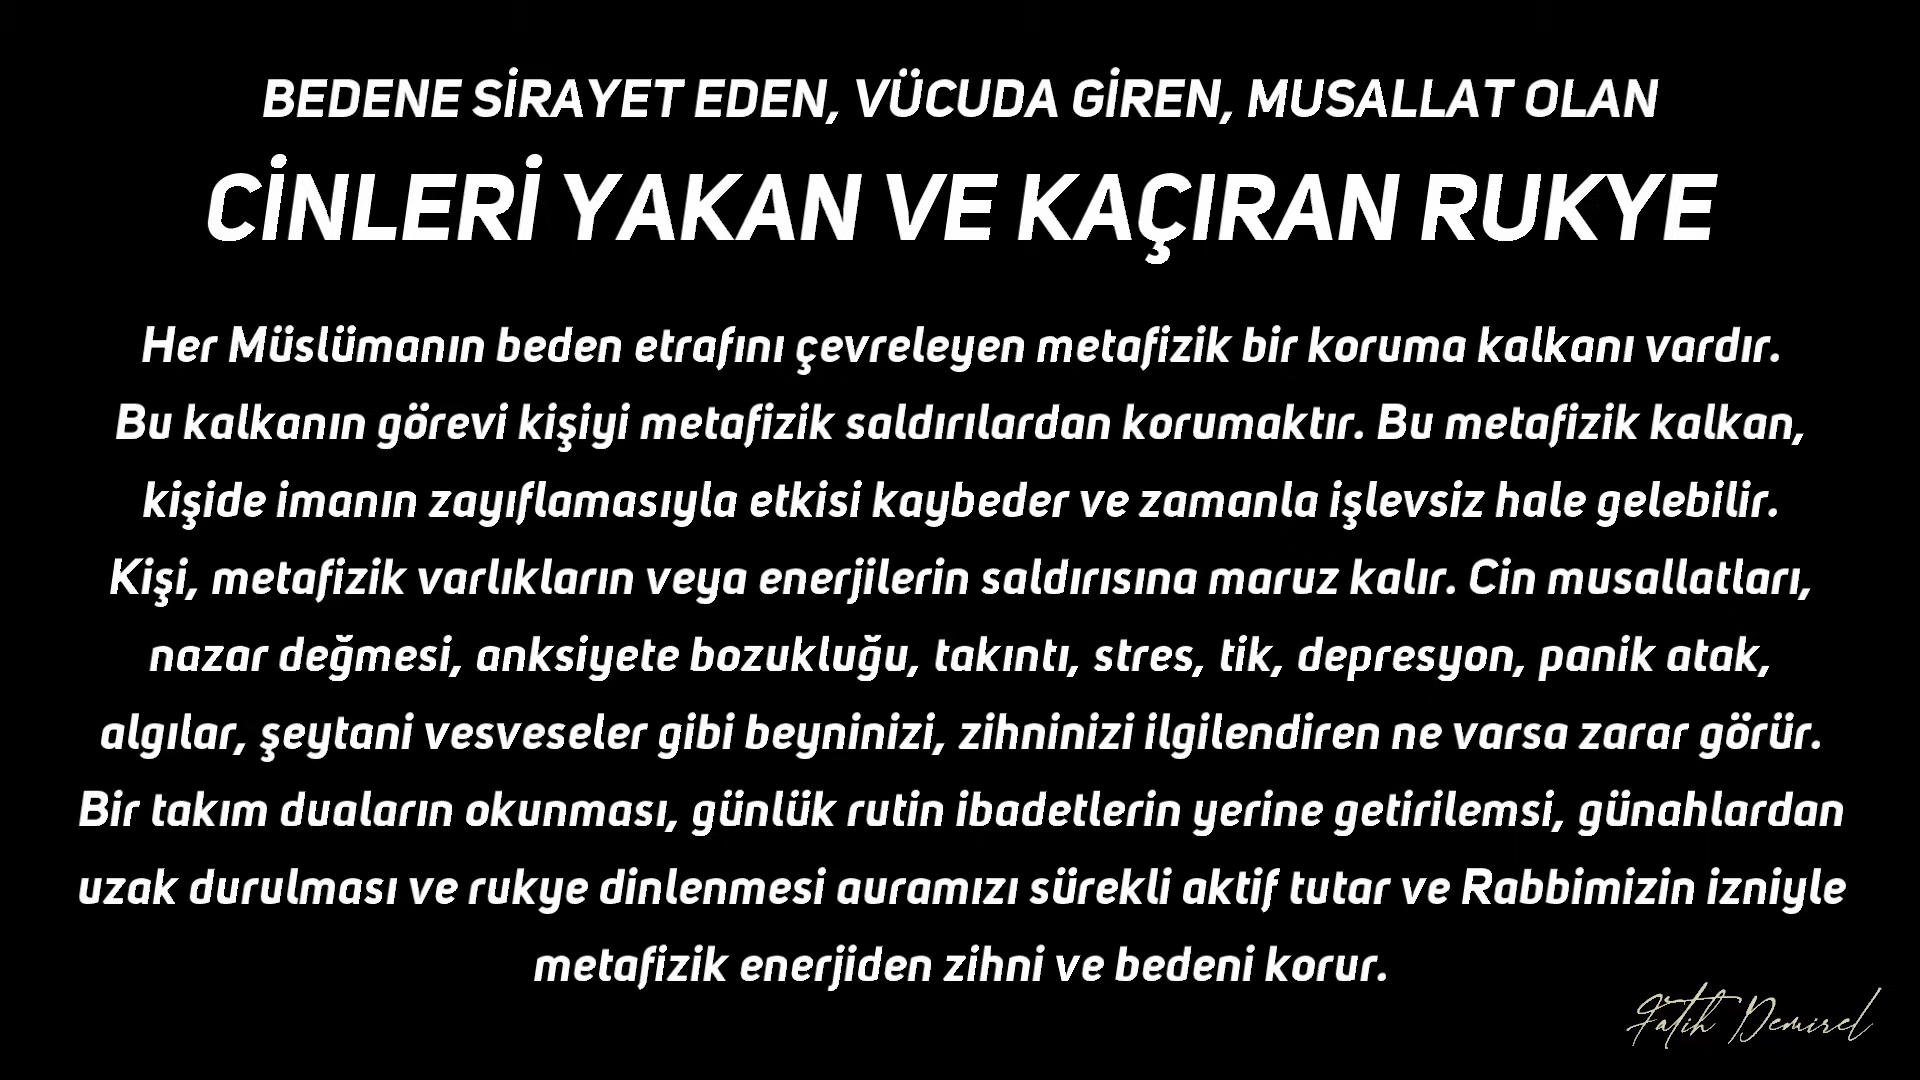 BEDENE SİRAYET EDEN, VÜCUDA GİREN, MUSALLAT OLAN
CİNLERİ YAKAN VE KAÇIRAN RUKYE
Her Müslümanın beden etrafını çevreleyen metafizik bir koruma kalkanı vardır.
Bu kalkanın görevi kişiyi metafizik saldırılardan korumaktır. Bu metafizik kalkan,
kişide imanın zayıflamasıyla etkisi kaybeder ve zamanla işlevsiz hale gelebilir.
Kişi, metafizik varlıkların veya enerjilerin saldırısına maruz kalır. Cin musallatları,
nazar değmesi, anksiyete bozukluğu, takıntı, stres, tik, depresyon, panik atak,
algılar, şeytani vesveseler gibi beyninizi, zihninizi ilgilendiren ne varsa zarar görür.
Bir takım duaların okunması, günlük rutin ibadetlerin yerine getirilemsi, günahlardan
uzak durulması ve rukye dinlenmesi auramızı sürekli aktif tutar ve Rabbimizin izniyle
metafizik enerjiden zihni ve bedeni korur.
Fatih Demirel